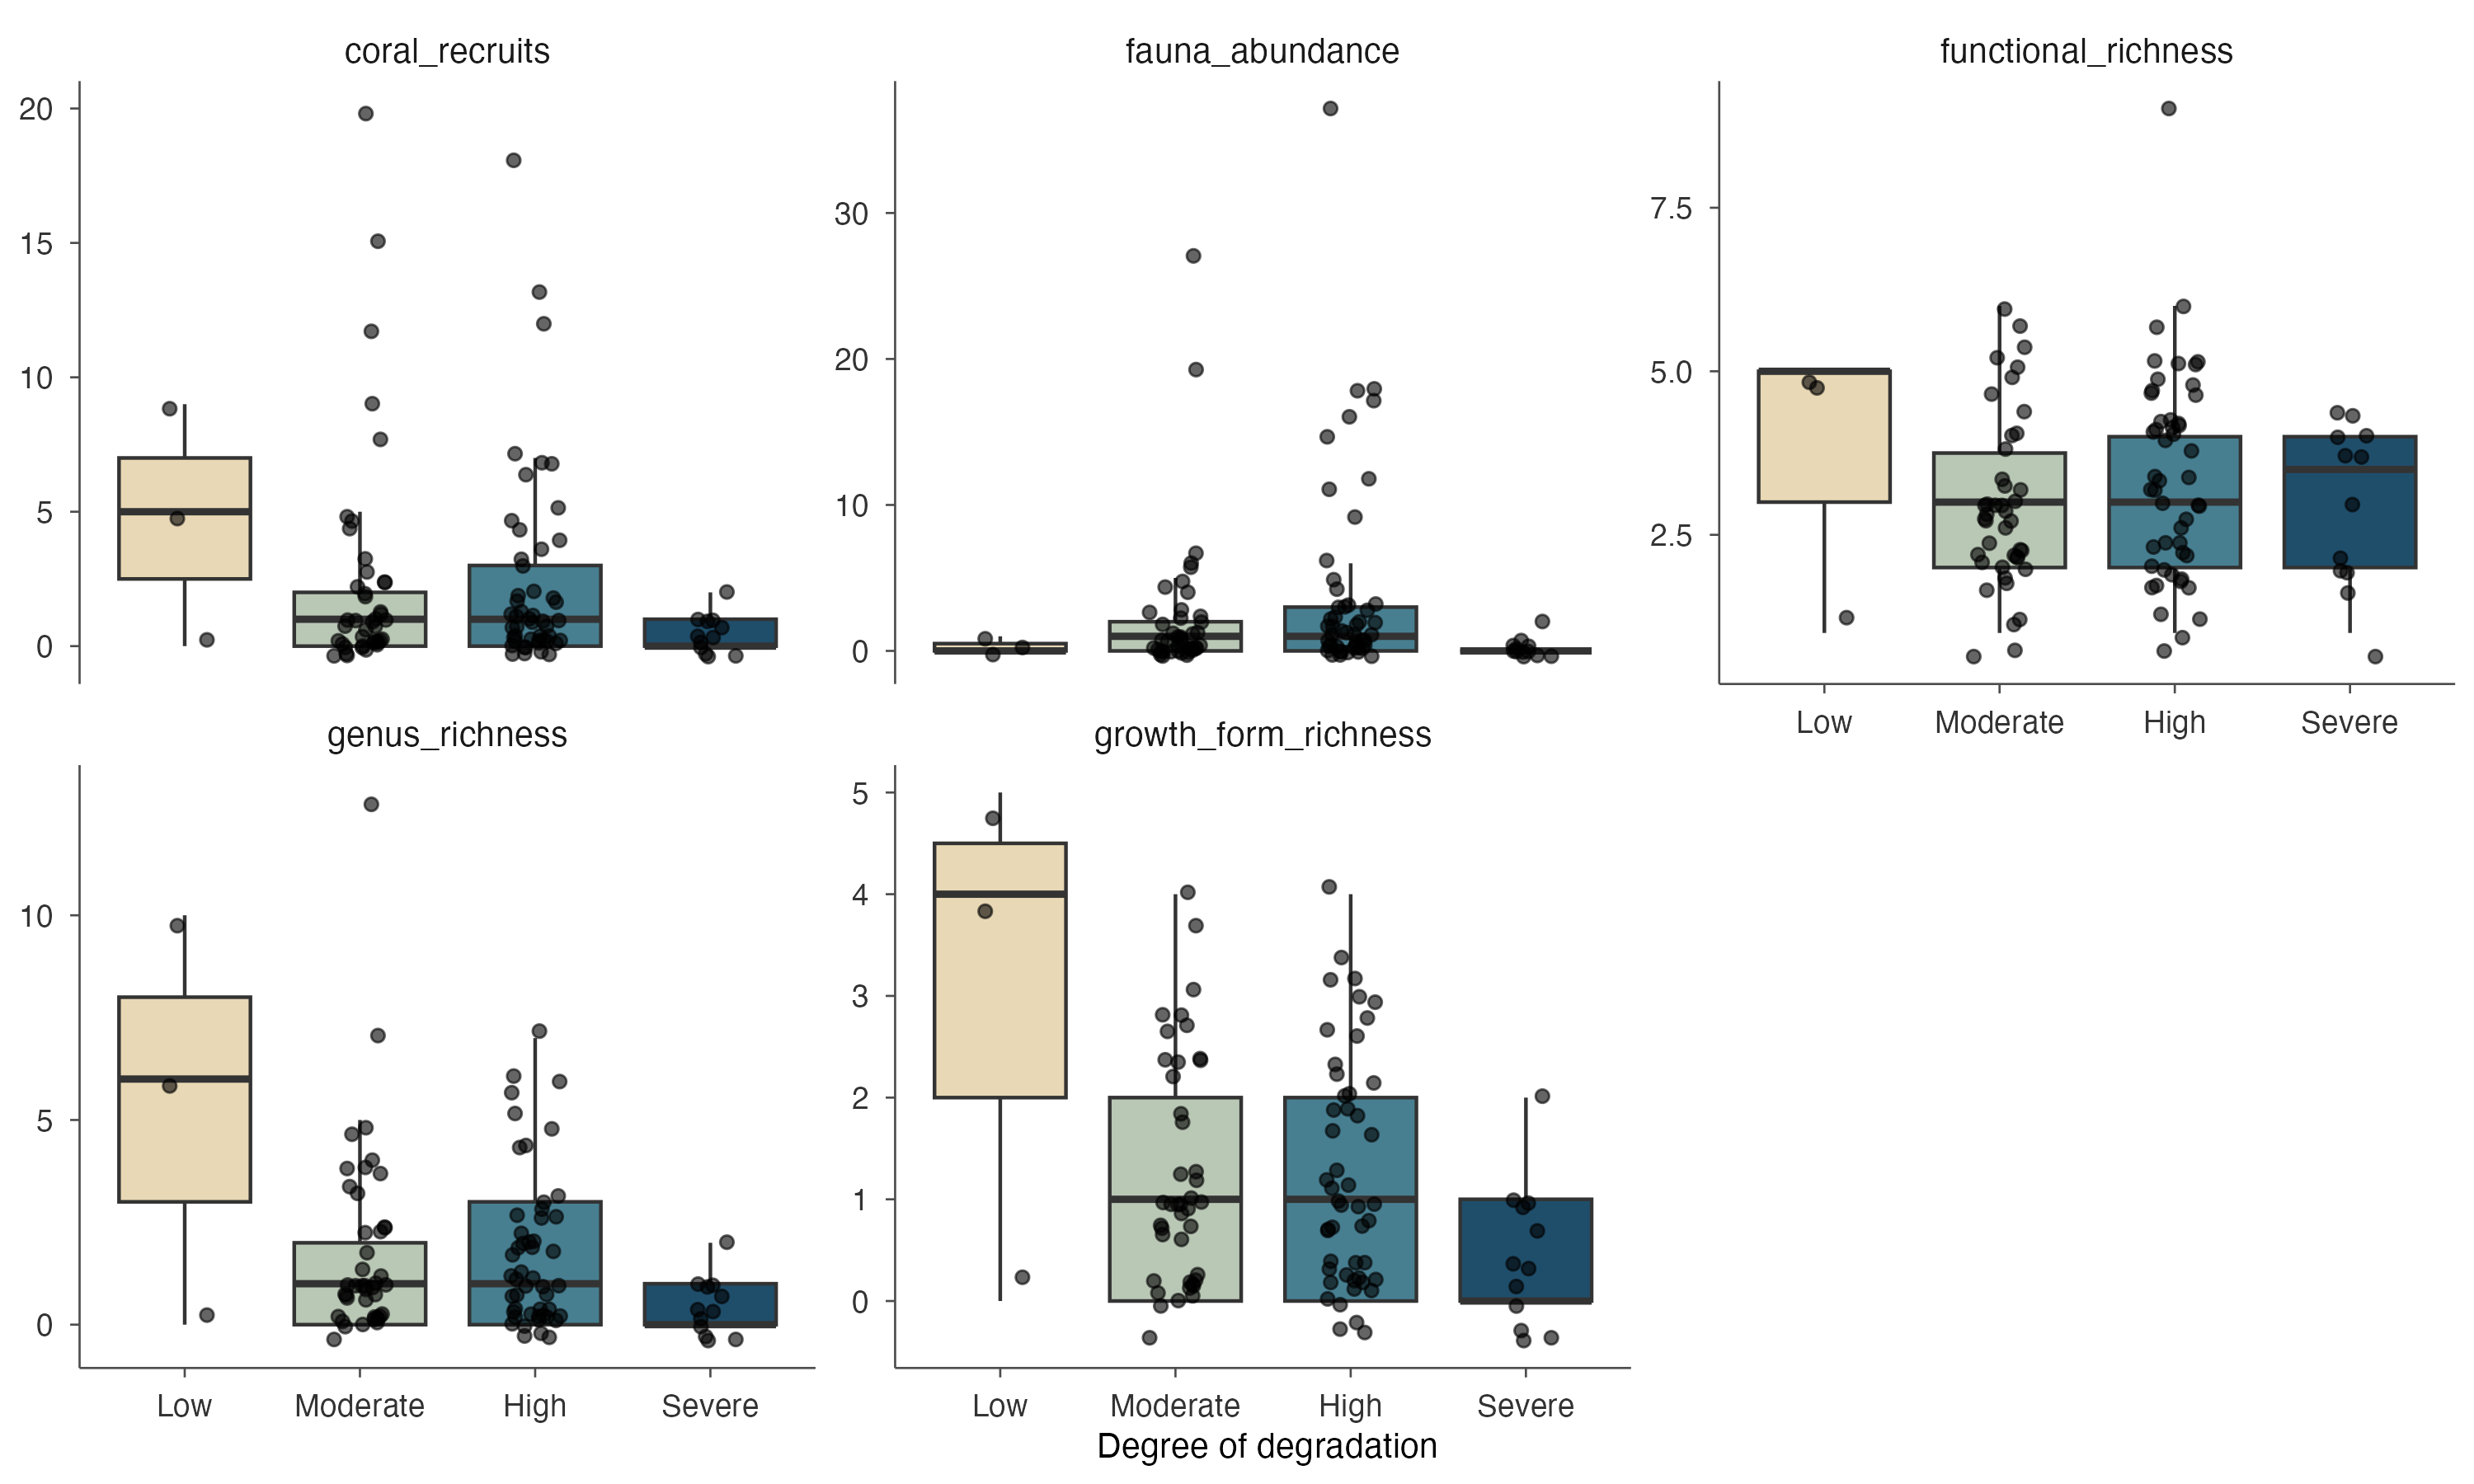 coral_recruits
fauna_abundance
functional_richness
20
15
10
5
0
30
20
10
0
7.5
5.0
2.5
Low Moderate High Severe
genus_richness
growth_form_richness
10
5
0
5
4
3
2
1
0
Low Moderate High Severe
Low Moderate High Severe
Degree of degradation